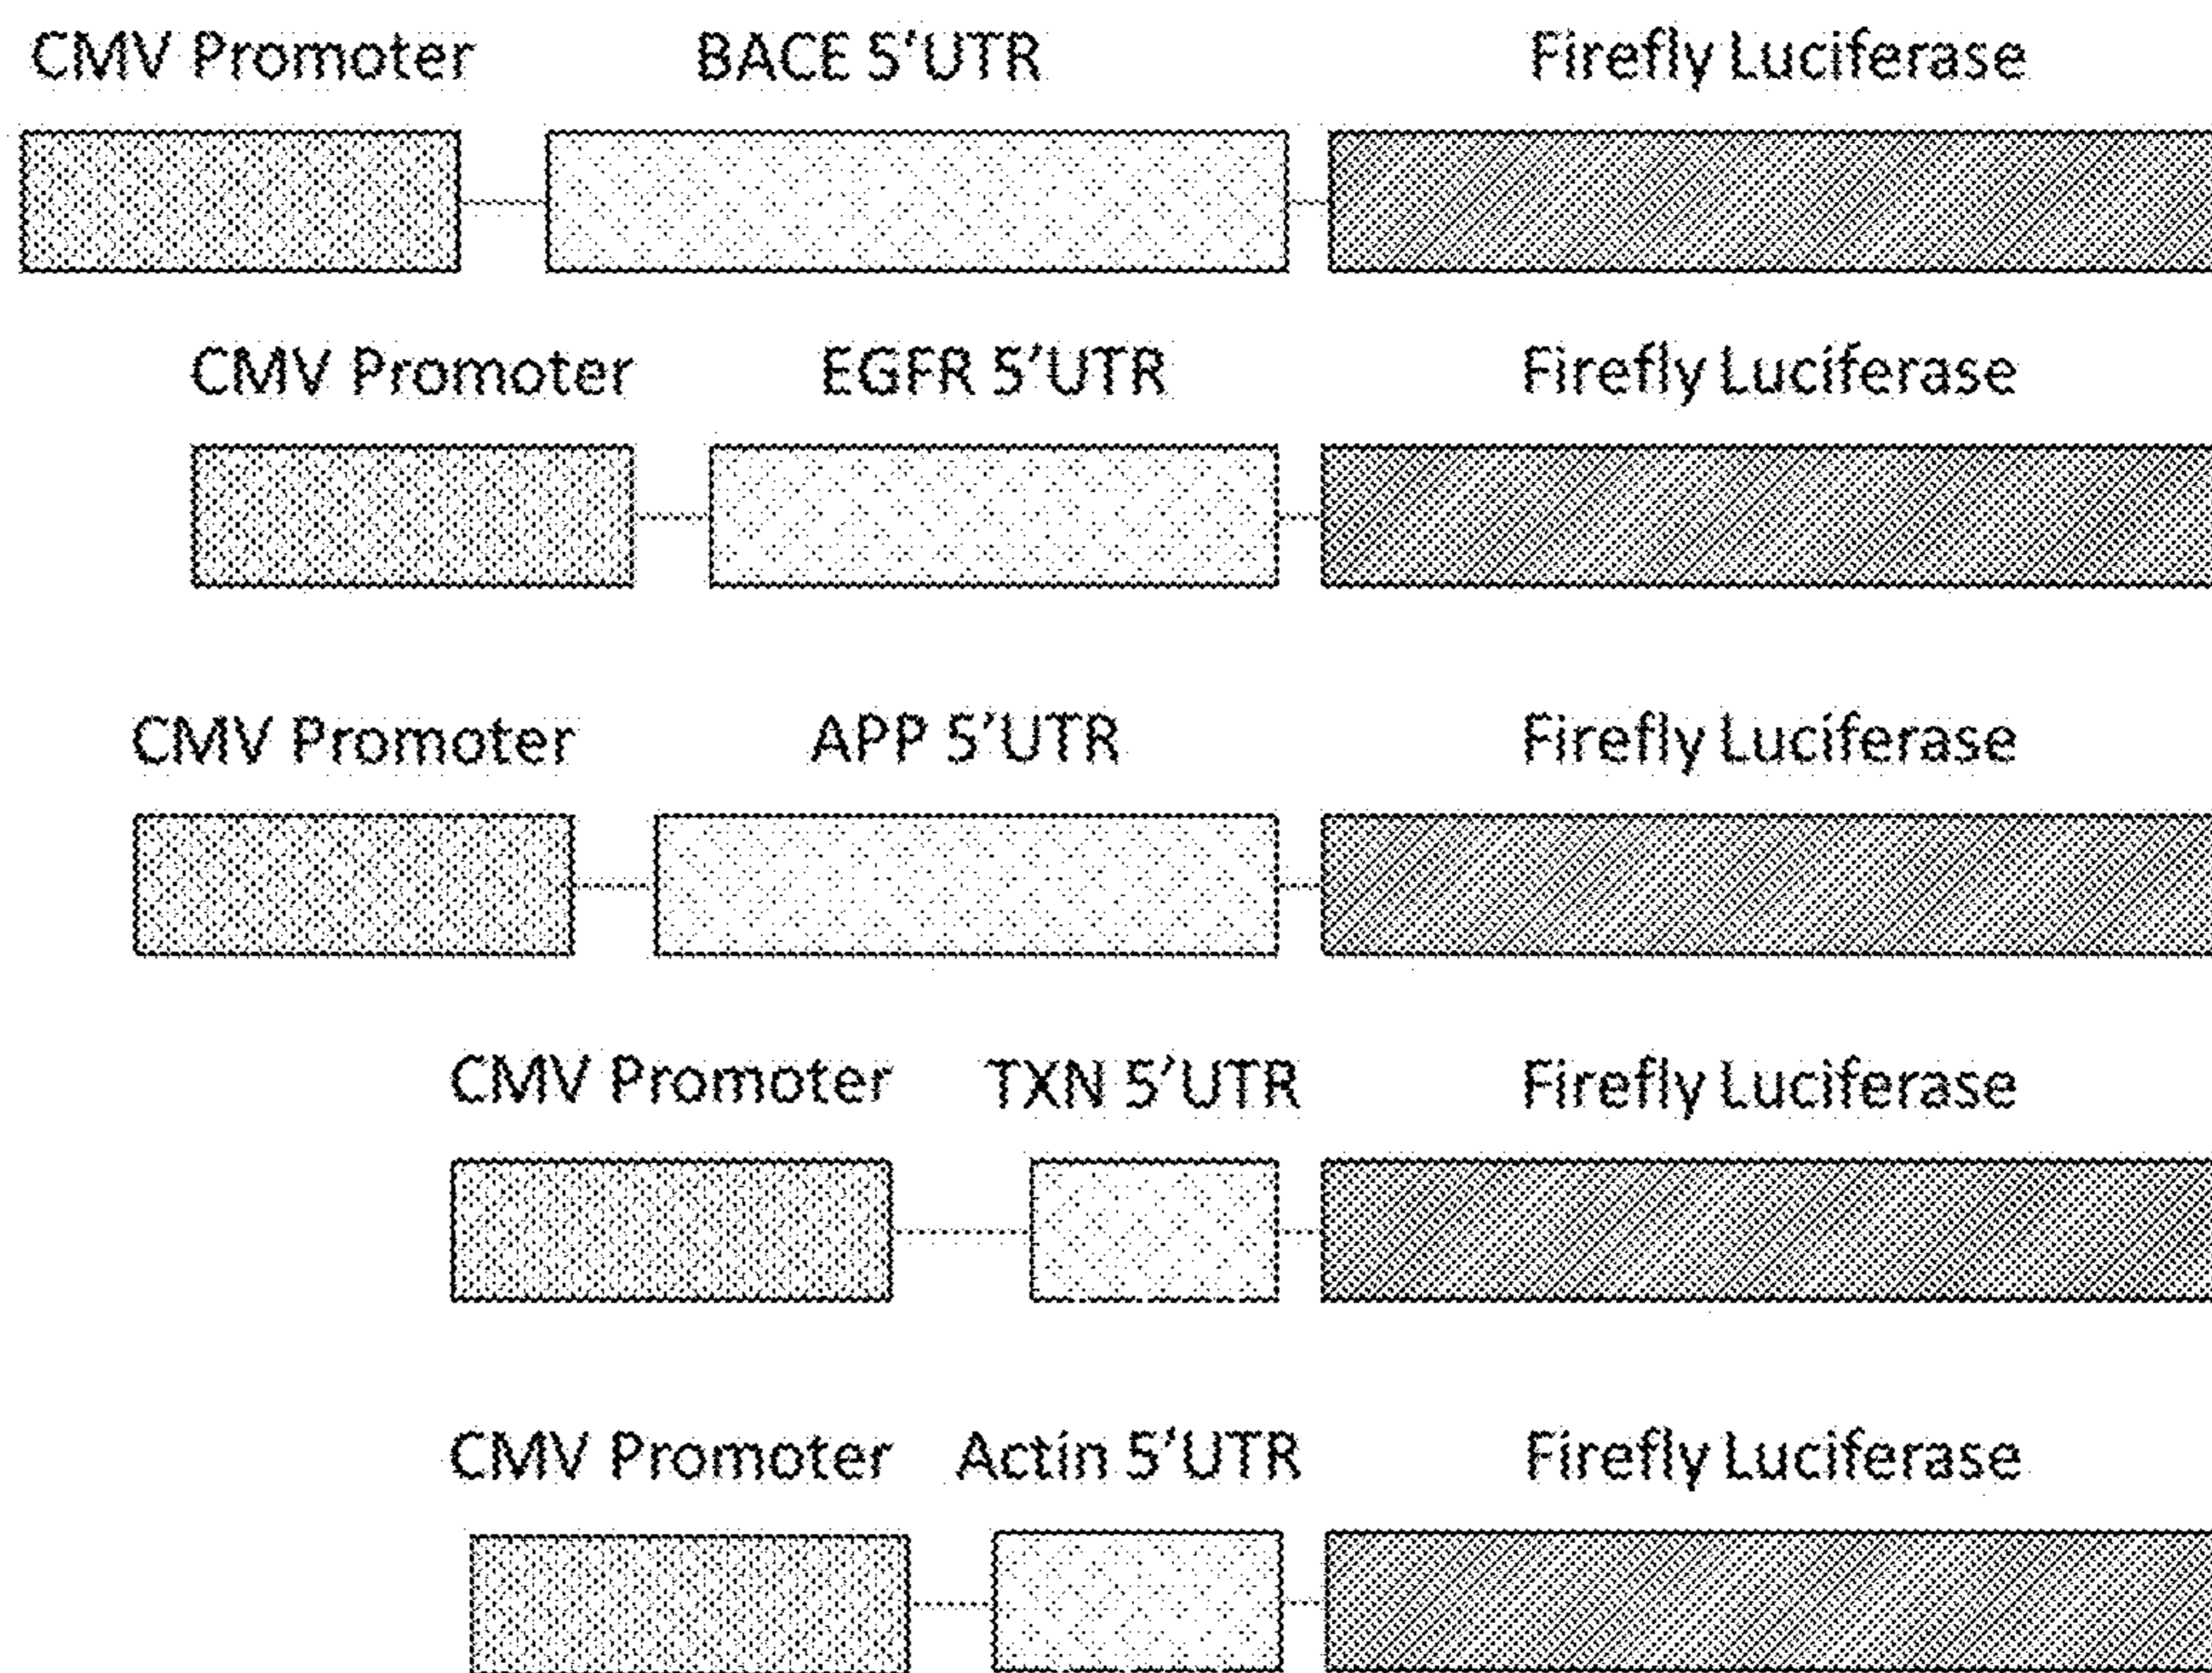 CMV Promoter BACE 5'UTR Firefly Luciferase
CMV Promoter EGFR 5'UTR Firefly Luciferase
CMV Promoter APP 5'UTR Firefly Luciferase
CMV Promoter TXN 5'UTR Firefly Luciferase
CMV Promoter Actin 5'UTR Firefly Luciferase